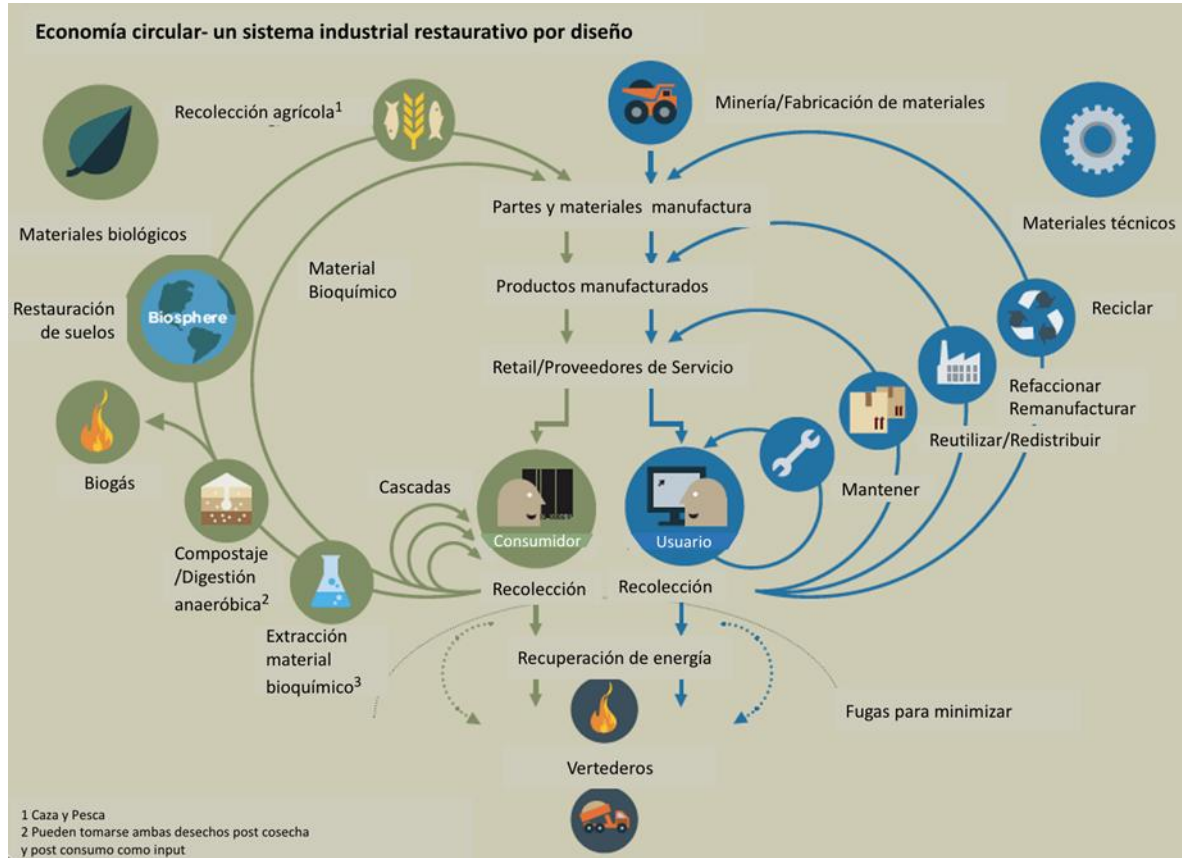 Economía circular- un sistema industrial restaurativo por diseño
Recolección agrícola1
Minería/Fabricación de materiales
Materiales biológicos
Partes y materiales manufactura
Materiales técnicos
Material
Bioquímico
Productos manufacturados
Restauración
de suelos
Biosphere
Reciclar
Retail/Proveedores de Servicio
Refaccionar
Remanufacturar
Reutilizar/Redistribuir
Biogás
Cascadas
Mantener
Consumidor
Usuario
Compostaje
/Digestión
anaeróbica2
Recolección
Recolección
Extracción
material
bioquímico3
Recuperación de energía
Fugas para minimizar
Vertederos
1 Caza y Pesca
2 Pueden tomarse ambas desechos post cosecha
y post consumo como input